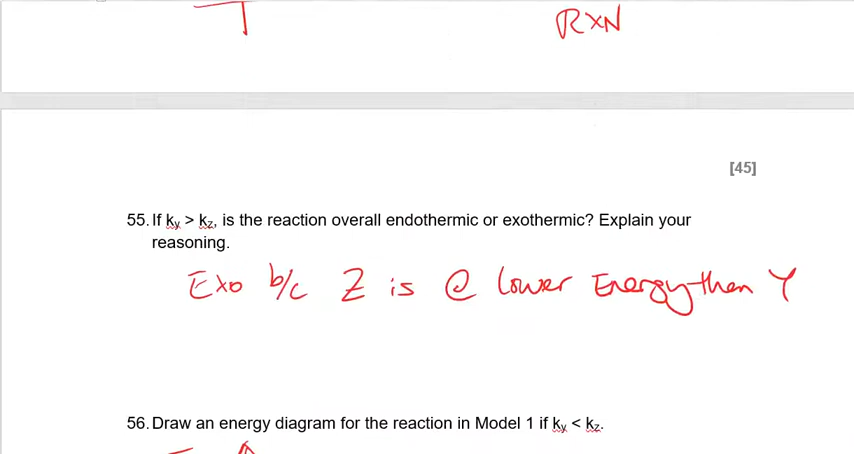 RXN
[45]
55. If ky > kz, is the reaction overall endothermic or exothermic? Explain your
reasoning.
Exo b/c Z is @ lower Energy then Y
56. Draw an energy diagram for the reaction in Model 1 if ky < kz.